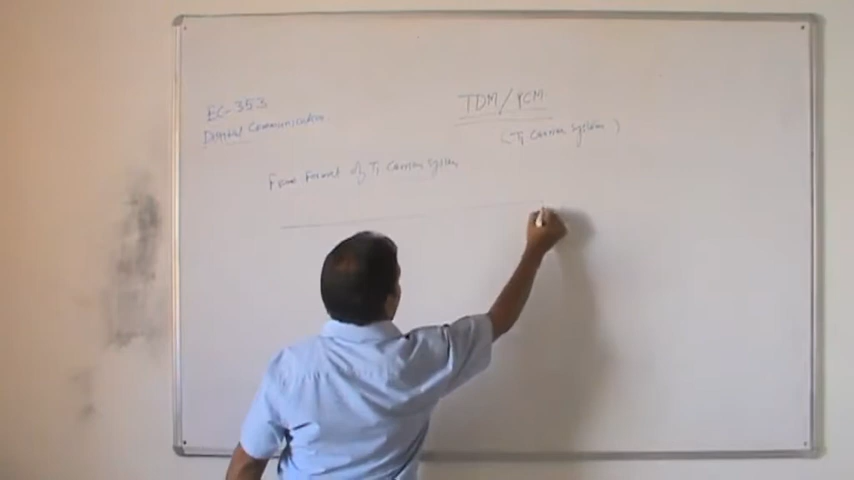 EC-353
Digital Communication
TDM/PCM
(T1 Carrier System)
Frame Format of T1 Carrier System